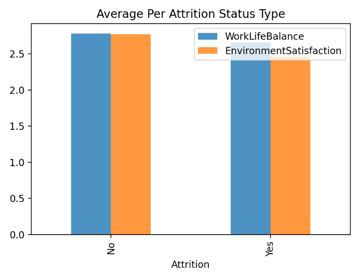 Average Per Attrition Status Type
WorkLifeBalance
EnvironmentSatisfaction
2.5
2.0
1.5
1.0
0.5
0.0
No
Yes
Attrition